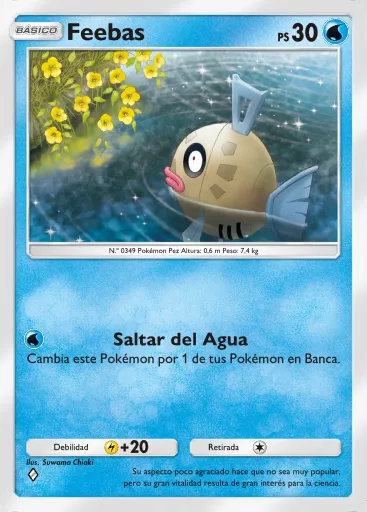 BÁSICO
Feebas
PS 30
N.º 0349 Pokémon Pez Altura: 0,6 m Peso: 7,4 kg
Saltar del Agua
Cambia este Pokémon por 1 de tus Pokémon en Banca.
Debilidad +20 Retirada
Ilus. Suwama Chiaki
Su aspecto poco agraciado hace que no sea muy popular,
pero su gran vitalidad resulta de gran interés para la ciencia.